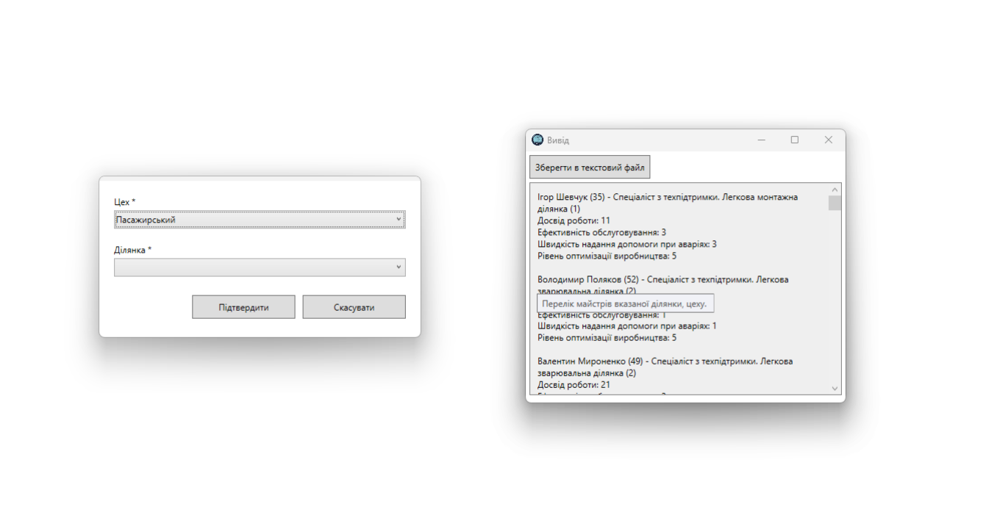 Цех *
Пасажирський
Ділянка *
Підтвердити
Скасувати
Вивід
Зберегти в текстовий файл
Ігор Шевчук (35) - Спеціаліст з техпідтримки. Легкова монтажна
ділянка (1)
Досвід роботи: 11
Ефективність обслуговування: 3
Швидкість надання допомоги при аваріях: 3
Рівень оптимізації виробництва: 5
Володимир Поляков (52) - Спеціаліст з техпідтримки. Легкова
зварювальна ділянка (2)
Перелік майстрів вказаної ділянки, цеху.
Ефективність обслуговування: 1
Швидкість надання допомоги при аваріях: 1
Рівень оптимізації виробництва: 5
Валентин Мироненко (49) - Спеціаліст з техпідтримки. Легкова
зварювальна ділянка (2)
Досвід роботи: 21